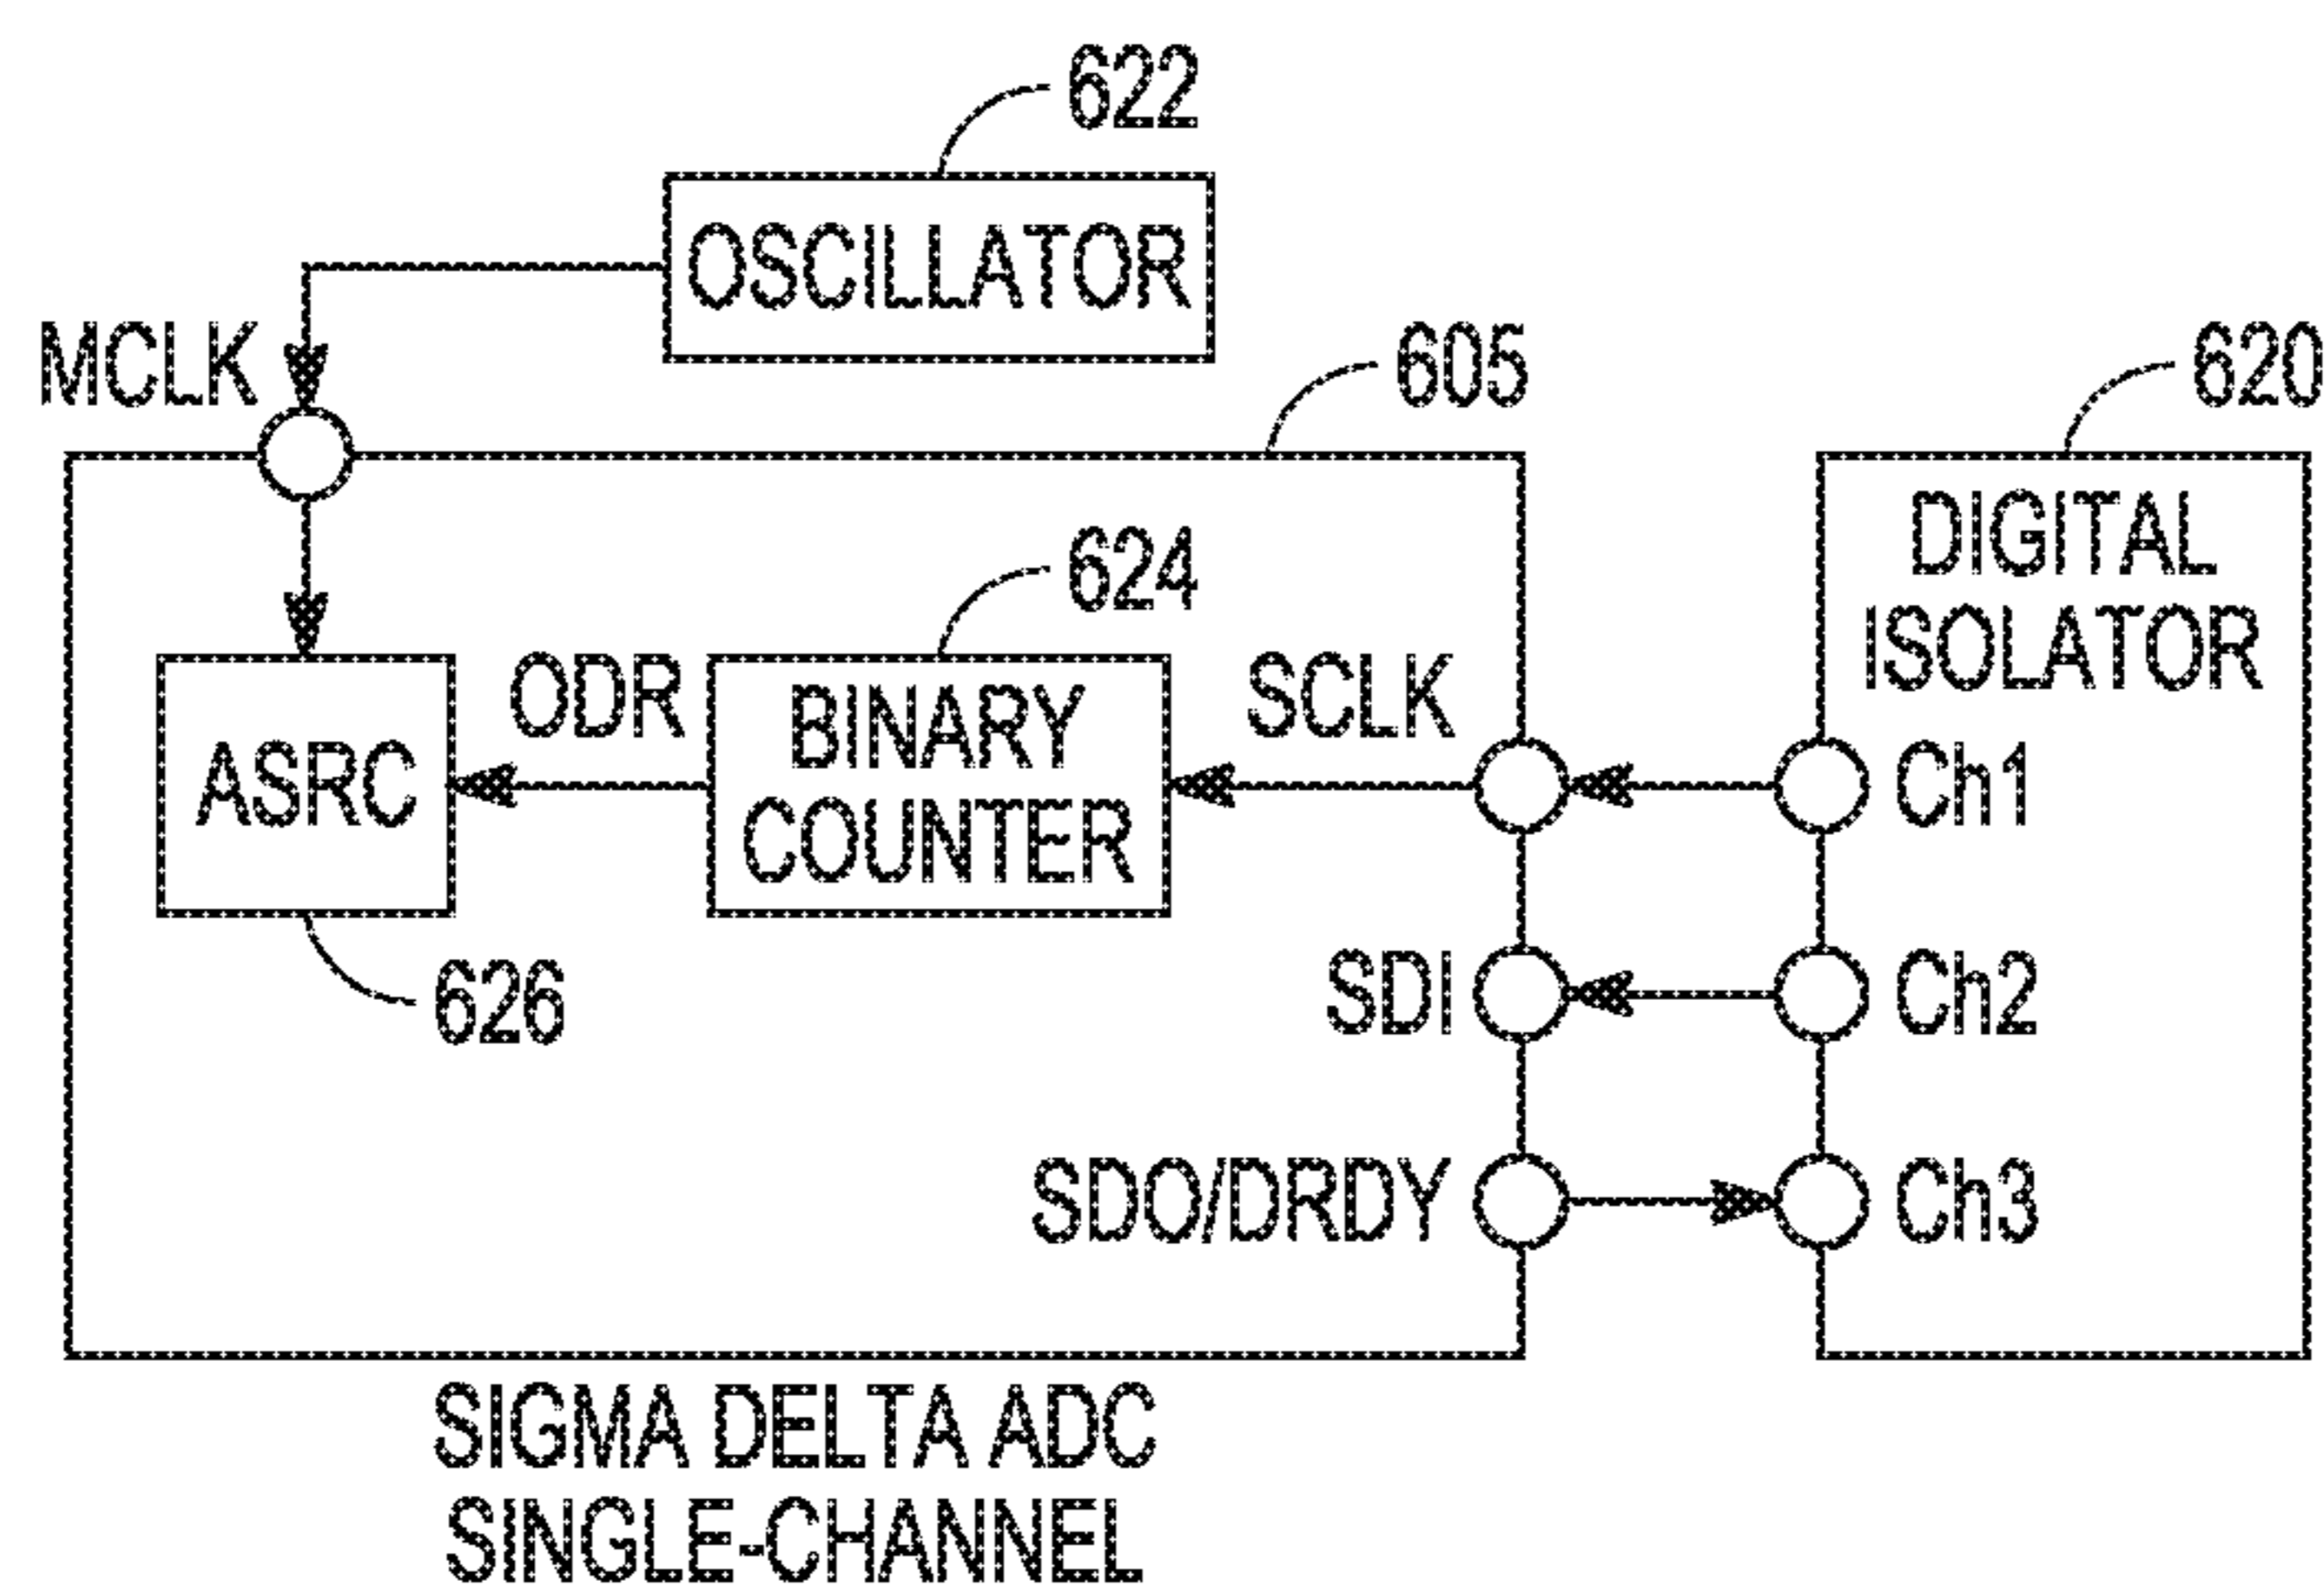 622
OSCILLATOR
MCLK
605
620
DIGITAL
ISOLATOR
624
ODR
BINARY
COUNTER
SCLK
ASRC
Ch1
626
SDI
Ch2
SDO/DRDY
Ch3
SIGMA DELTA ADC
SINGLE-CHANNEL